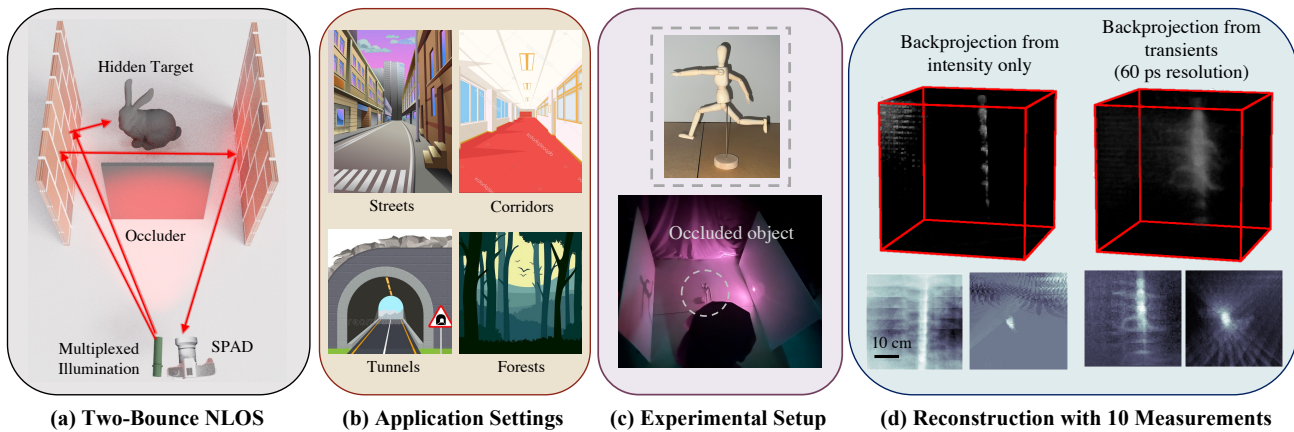 Hidden Target
Occluder
Multiplexed
Illumination
SPAD
(a) Two-Bounce NLOS
Streets
Corridors
Tunnels
Forests
(b) Application Settings
Occluded object
(c) Experimental Setup
Backprojection from
intensity only
Backprojection from
transients
(60 ps resolution)
10 cm
(d) Reconstruction with 10 Measurements